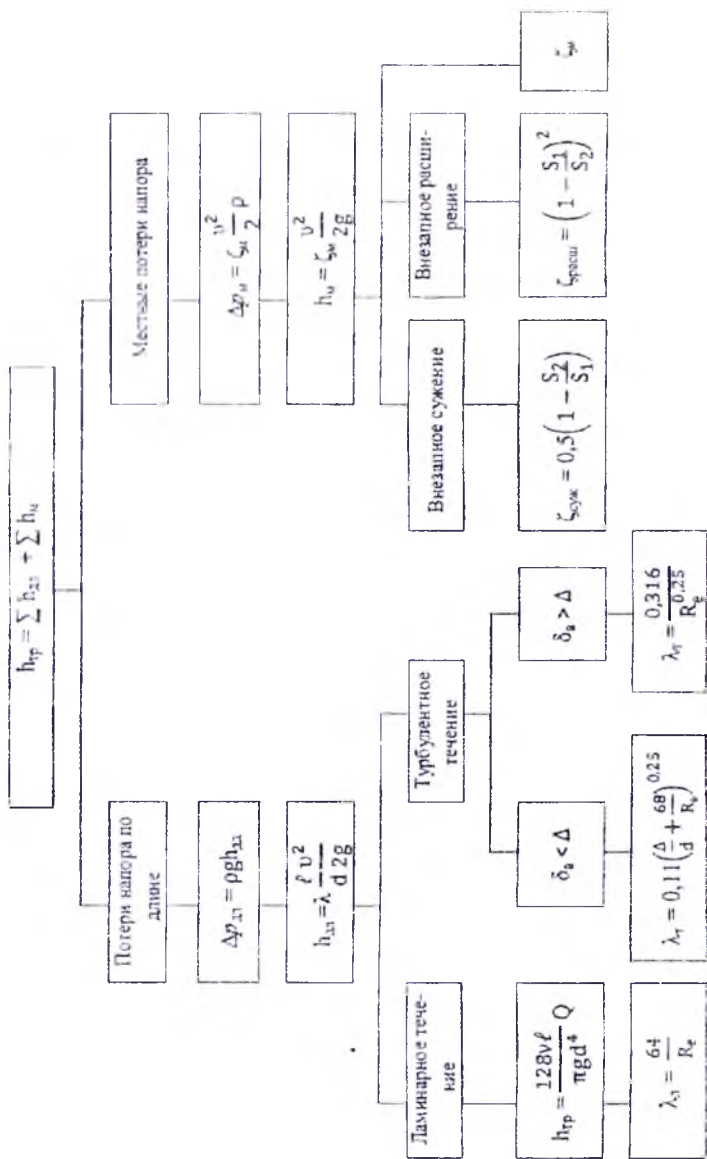 h_тр = ∑ h_дл + ∑ h_м
Потери напора по
длине
Δp_дл = ρgh_дл
h_дл = λ ℓ/d υ²/2g
Ламинарное тече-
ние
h_тр = 128νℓ/πgd⁴ Q
λ_л = 64/R_e
Турбулентное
течение
δ_в < Δ
λ_т = 0,11(Δ/d + 68/R_e)^0.25
δ_в > Δ
λ_т = 0,316/R_e^0.25
Местные потери напора
Δp_м = ζ_м υ²/2 ρ
h_м = ζ_м υ²/2g
Внезапное сужение
ζ_суж = 0,5(1 − S₂/S₁)
Внезапное расши-
рение
ζ_расш = (1 − S₁/S₂)²
ζ_м